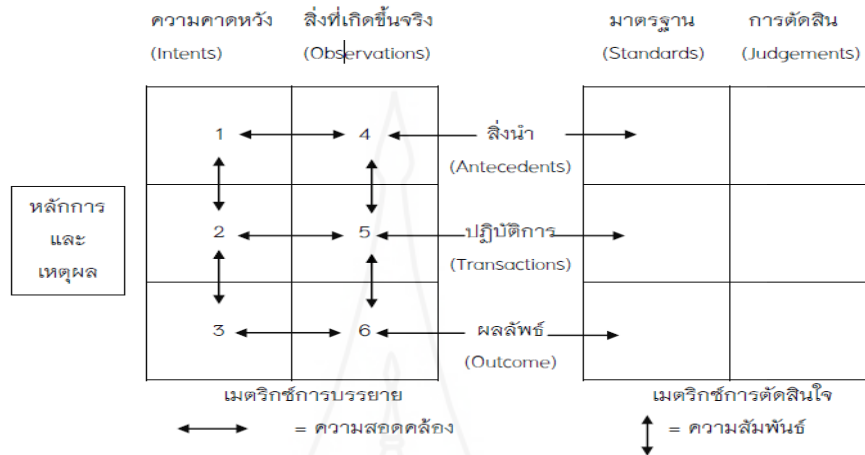 ความคาดหวัง สิ่งที่เกิดขึ้นจริง มาตรฐาน การตัดสิน
(Intents) (Observations) (Standards) (Judgements)
1 4 สิ่งนำ
(Antecedents)
หลักการ
และ
เหตุผล
2 5 ปฏิบัติการ
(Transactions)
3 6 ผลลัพธ์
(Outcome)
เมตริกซ์การบรรยาย เมตริกซ์การตัดสินใจ
= ความสอดคล้อง = ความสัมพันธ์